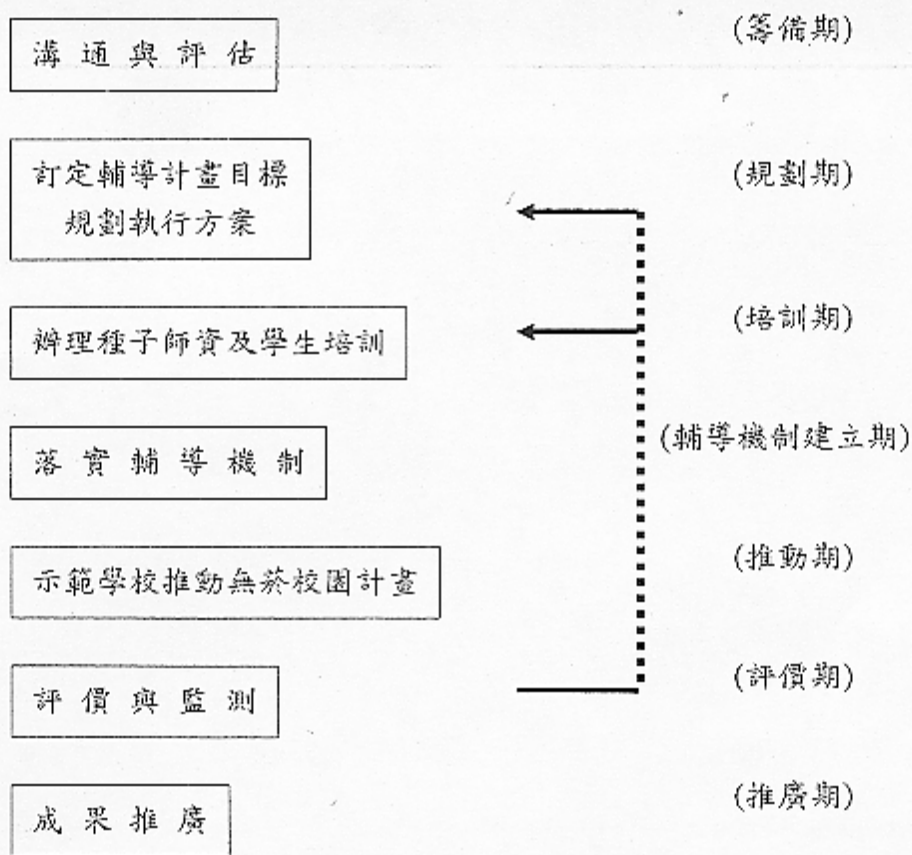 溝通與評估
(籌備期)
訂定輔導計畫目標
規劃執行方案
(規劃期)
辦理種子師資及學生培訓
(培訓期)
落實輔導機制
(輔導機制建立期)
示範學校推動無菸校園計畫
(推動期)
評價與監測
(評價期)
成果推廣
(推廣期)